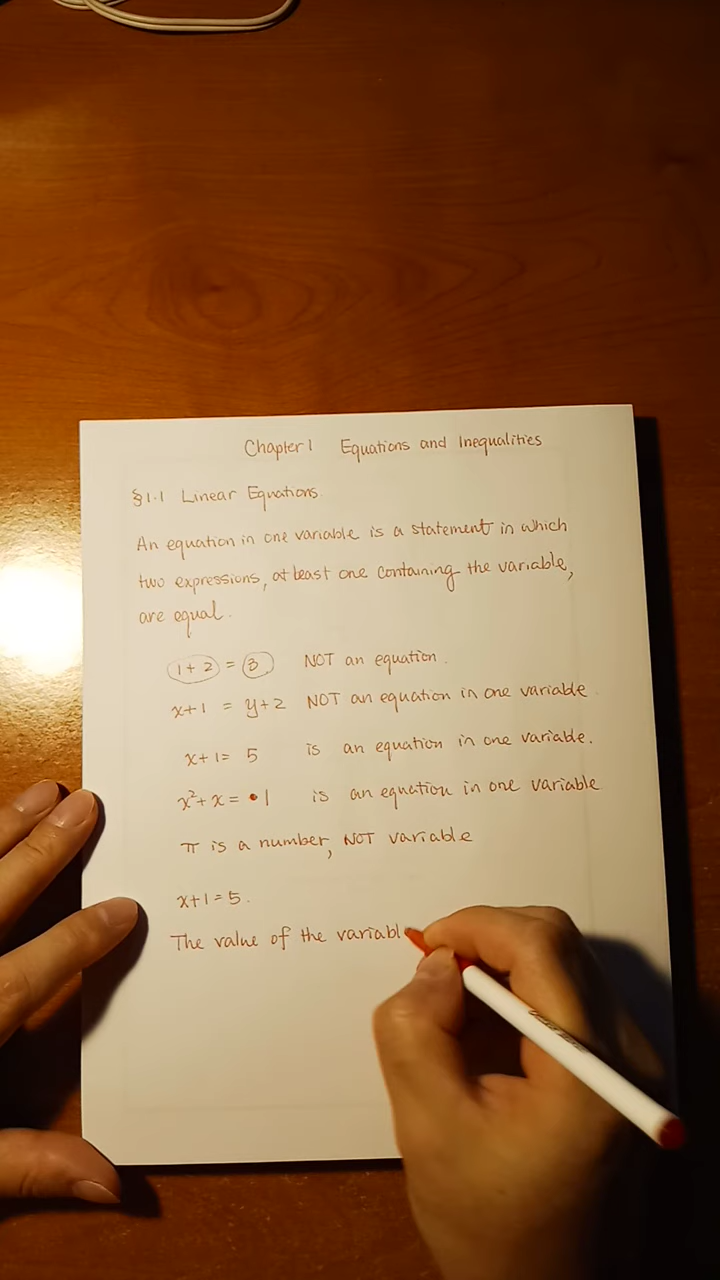 Chapter 1 Equations and Inequalities
§1.1 Linear Equations
An equation in one variable is a statement in which
two expressions, at least one containing the variable,
are equal.
1 + 2 = 3 NOT an equation.
x+1 = y+2 NOT an equation in one variable.
x+1= 5 is an equation in one variable.
x²+x = 1 is an equation in one variable
π is a number, NOT variable
x+1=5.
The value of the variabl